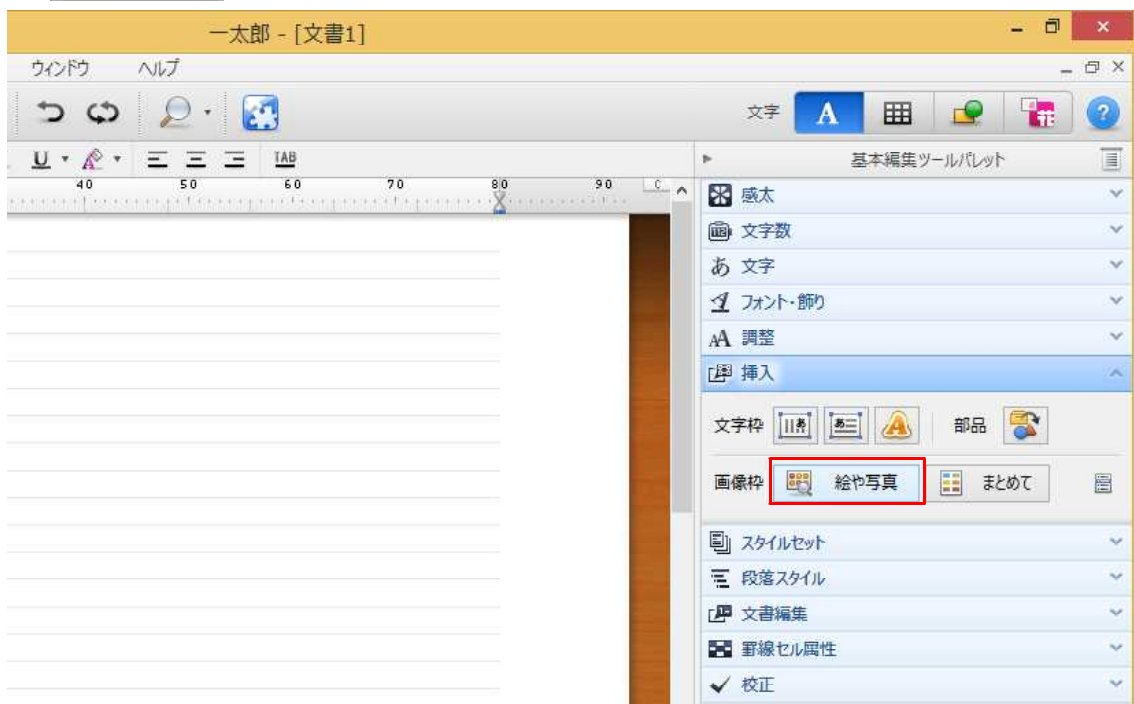 一太郎 - [文書1]
ウィンドウ ヘルプ
文字 A
U TAB
基本編集ツールパレット
40 50 60 70 80 90
感太
文字数
あ 文字
フォント・飾り
AA 調整
挿入
文字枠 部品
画像枠 絵や写真 まとめて
スタイルセット
段落スタイル
文書編集
罫線セル属性
校正